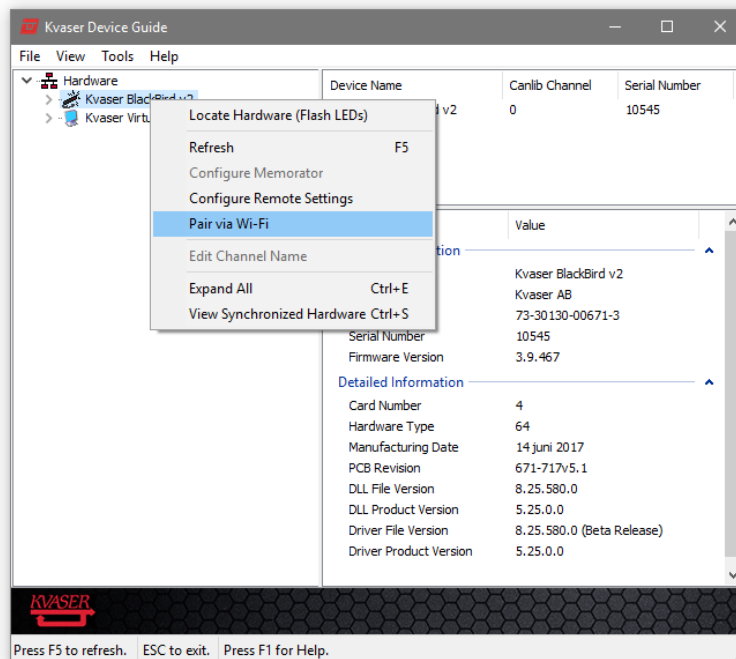 Kvaser Device Guide
File View Tools Help
Hardware
Kvaser BlackBird v2
Kvaser Virtu
Locate Hardware (Flash LEDs)
Refresh F5
Configure Memorator
Configure Remote Settings
Pair via Wi-Fi
Edit Channel Name
Expand All Ctrl+E
View Synchronized Hardware Ctrl+S
Device Name Canlib Channel Serial Number
v2 0 10545
Value
tion
Kvaser BlackBird v2
Kvaser AB
73-30130-00671-3
Serial Number 10545
Firmware Version 3.9.467
Detailed Information
Card Number 4
Hardware Type 64
Manufacturing Date 14 juni 2017
PCB Revision 671-717v5.1
DLL File Version 8.25.580.0
DLL Product Version 5.25.0.0
Driver File Version 8.25.580.0 (Beta Release)
Driver Product Version 5.25.0.0
KVASER
Press F5 to refresh. ESC to exit. Press F1 for Help.